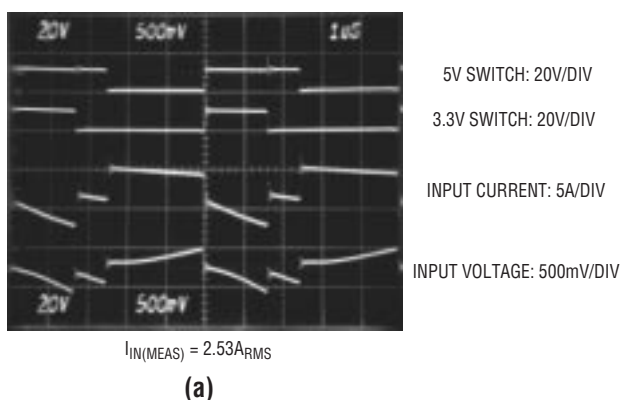 20V 500mV 1uS
5V SWITCH: 20V/DIV
3.3V SWITCH: 20V/DIV
INPUT CURRENT: 5A/DIV
INPUT VOLTAGE: 500mV/DIV
20V 500mV
IIN(MEAS) = 2.53ARMS
(a)